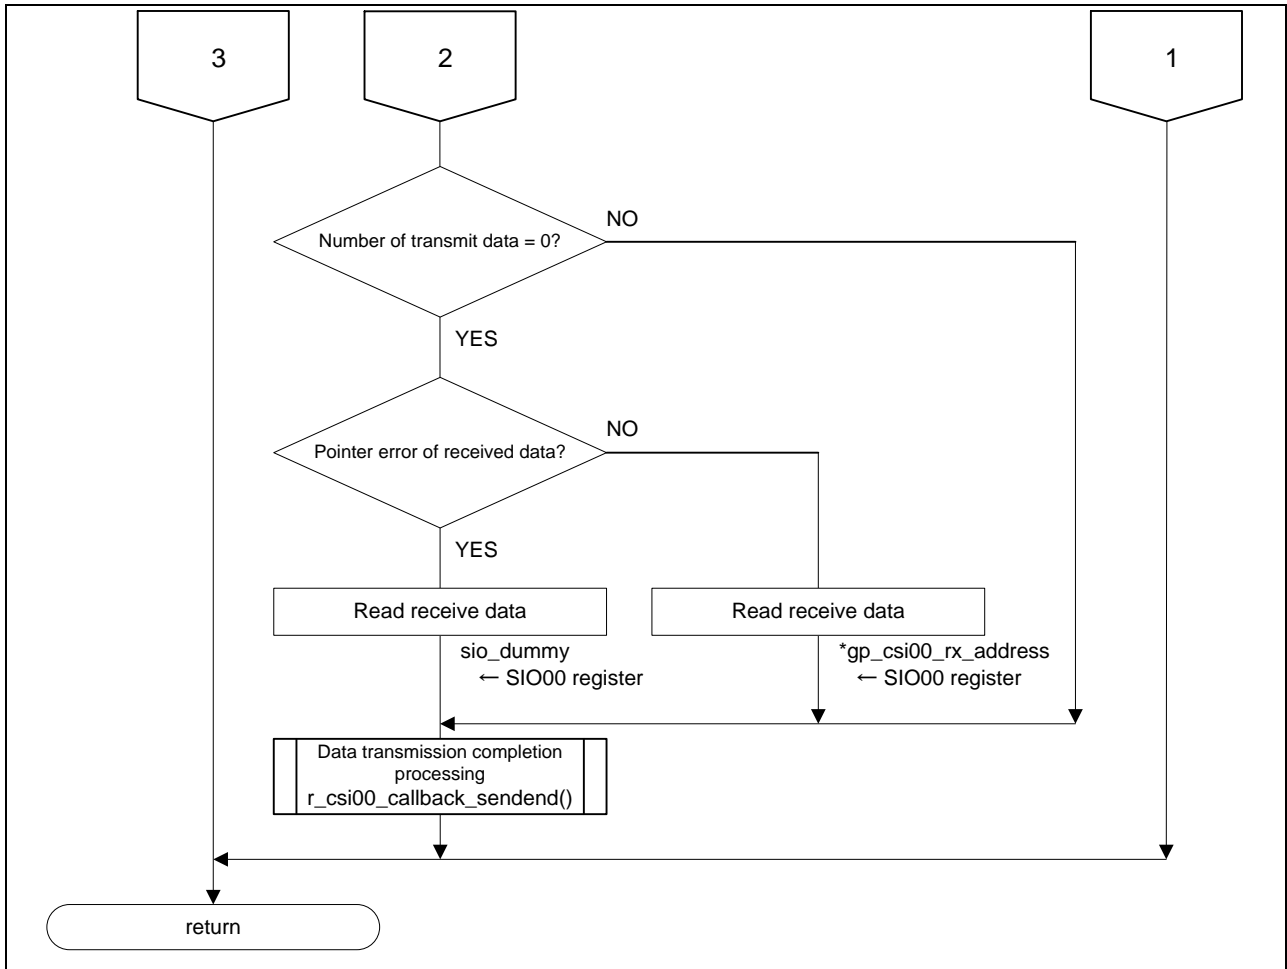 3
2
1
NO
Number of transmit data = 0?
YES
NO
Pointer error of received data?
YES
Read receive data
Read receive data
sio_dummy
← SIO00 register
*gp_csi00_rx_address
← SIO00 register
Data transmission completion
processing
r_csi00_callback_sendend()
return